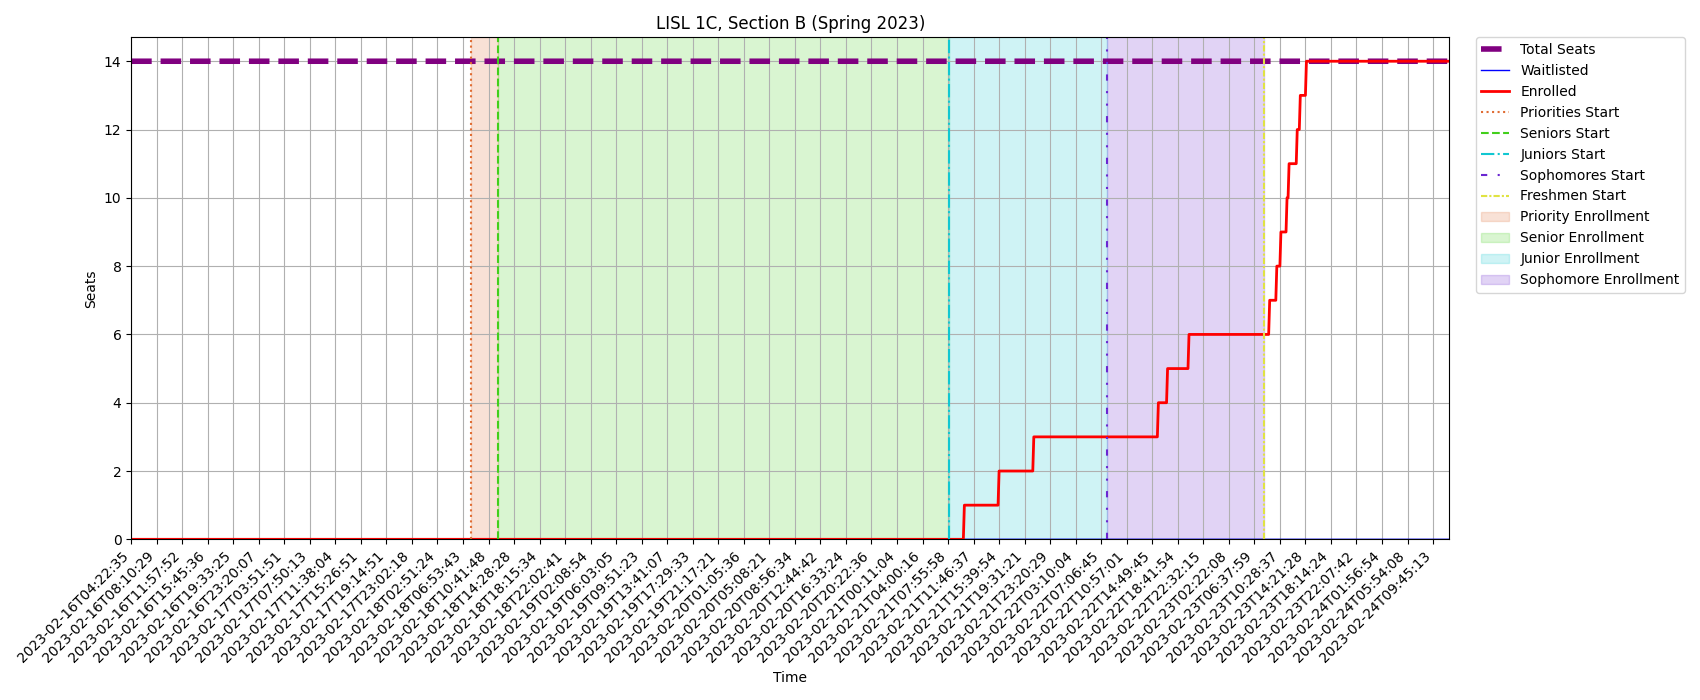 LISL 1C, Section B (Spring 2023)
Total Seats
Waitlisted
Enrolled
Priorities Start
Seniors Start
Juniors Start
Sophomores Start
Freshmen Start
Priority Enrollment
Senior Enrollment
Junior Enrollment
Sophomore Enrollment
Seats
14
12
10
8
6
4
2
0
2023-02-16T04:22:35
2023-02-16T08:10:29
2023-02-16T11:57:52
2023-02-16T15:45:36
2023-02-16T19:33:25
2023-02-16T23:20:07
2023-02-17T03:51:51
2023-02-17T07:50:13
2023-02-17T11:38:04
2023-02-17T15:26:51
2023-02-17T19:14:51
2023-02-17T23:02:18
2023-02-18T02:51:24
2023-02-18T06:53:43
2023-02-18T10:41:48
2023-02-18T14:28:28
2023-02-18T18:15:34
2023-02-18T22:02:41
2023-02-19T02:08:54
2023-02-19T06:03:05
2023-02-19T09:51:23
2023-02-19T13:41:07
2023-02-19T17:29:33
2023-02-19T21:17:21
2023-02-20T01:05:36
2023-02-20T05:08:21
2023-02-20T08:56:34
2023-02-20T12:44:42
2023-02-20T16:33:24
2023-02-20T20:22:36
2023-02-21T00:11:04
2023-02-21T04:00:16
2023-02-21T07:55:58
2023-02-21T11:46:37
2023-02-21T15:39:54
2023-02-21T19:31:21
2023-02-21T23:20:29
2023-02-22T03:10:04
2023-02-22T07:06:45
2023-02-22T10:57:01
2023-02-22T14:49:45
2023-02-22T18:41:54
2023-02-22T22:32:15
2023-02-23T02:22:08
2023-02-23T06:37:59
2023-02-23T10:28:37
2023-02-23T14:21:28
2023-02-23T18:14:24
2023-02-23T22:07:42
2023-02-24T01:56:54
2023-02-24T05:54:08
2023-02-24T09:45:13
Time